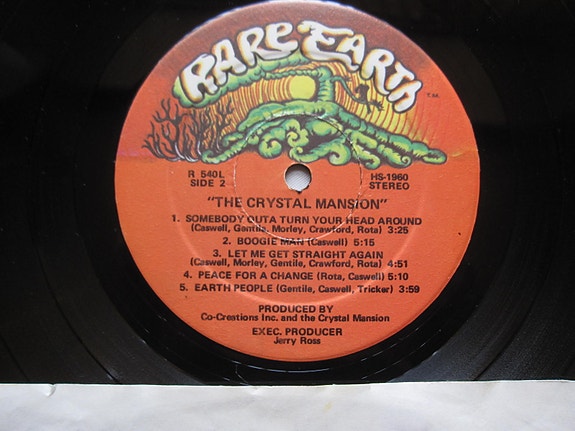 RARE EARTH
T.M.
R 540L
SIDE 2
HS-1960
STEREO
"THE CRYSTAL MANSION"
1. SOMEBODY OUTA TURN YOUR HEAD AROUND
(Caswell, Gentile, Morley, Crawford, Rota) 3:25
2. BOOGIE MAN (Caswell) 5:15
3. LET ME GET STRAIGHT AGAIN
(Caswell, Morley, Gentile, Crawford, Rota) 4:51
4. PEACE FOR A CHANGE (Rota, Caswell) 5:10
5. EARTH PEOPLE (Gentile, Caswell, Tricker) 3:59
PRODUCED BY
Co-Creations Inc. and the Crystal Mansion
EXEC. PRODUCER
Jerry Ross